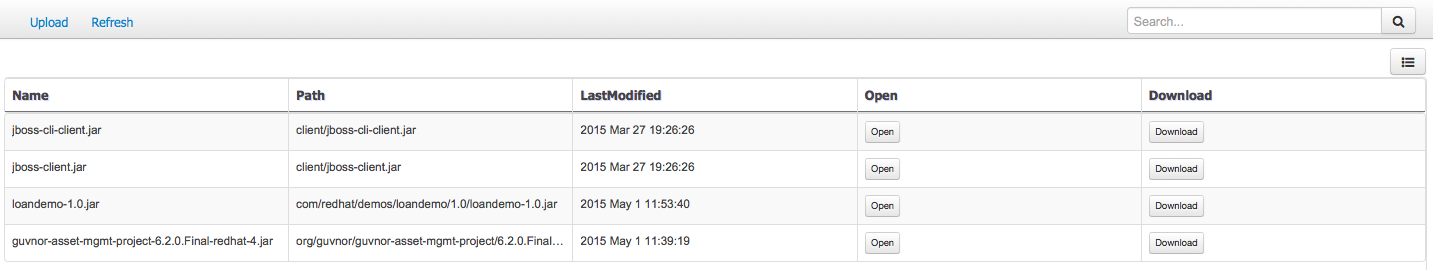 Upload Refresh Search...
Name Path LastModified Open Download
jboss-cli-client.jar client/jboss-cli-client.jar 2015 Mar 27 19:26:26 Open Download
jboss-client.jar client/jboss-client.jar 2015 Mar 27 19:26:26 Open Download
loandemo-1.0.jar com/redhat/demos/loandemo/1.0/loandemo-1.0.jar 2015 May 1 11:53:40 Open Download
guvnor-asset-mgmt-project-6.2.0.Final-redhat-4.jar org/guvnor/guvnor-asset-mgmt-project/6.2.0.Final... 2015 May 1 11:39:19 Open Download